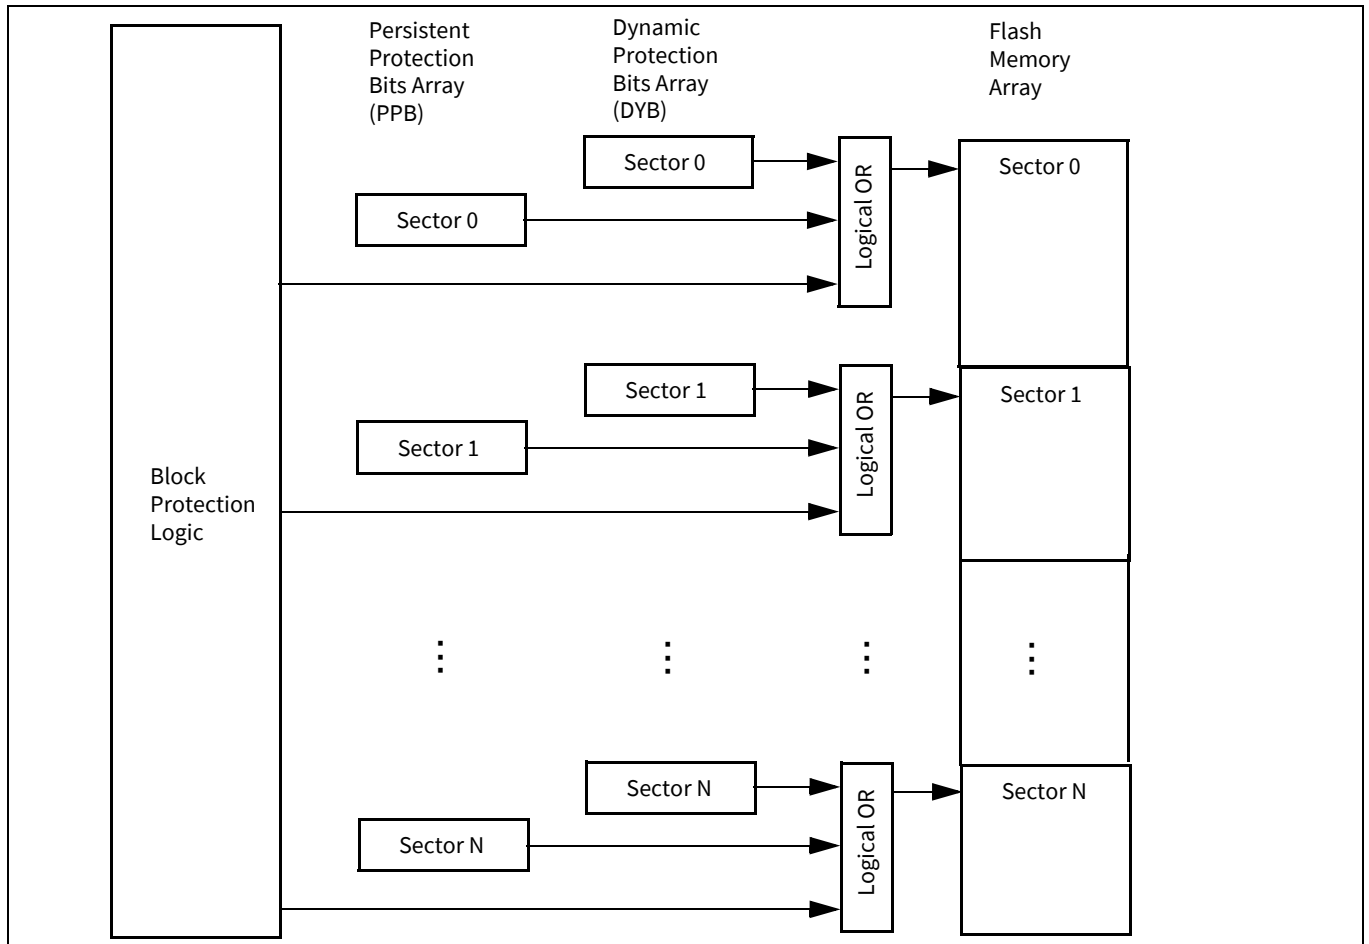 Persistent
Protection
Bits Array
(PPB)
Dynamic
Protection
Bits Array
(DYB)
Flash
Memory
Array
Sector 0
Sector 0
Logical OR
Sector 0
Sector 1
Sector 1
Logical OR
Sector 1
Block
Protection
Logic
⋮ ⋮ ⋮ ⋮
Sector N
Sector N
Logical OR
Sector N